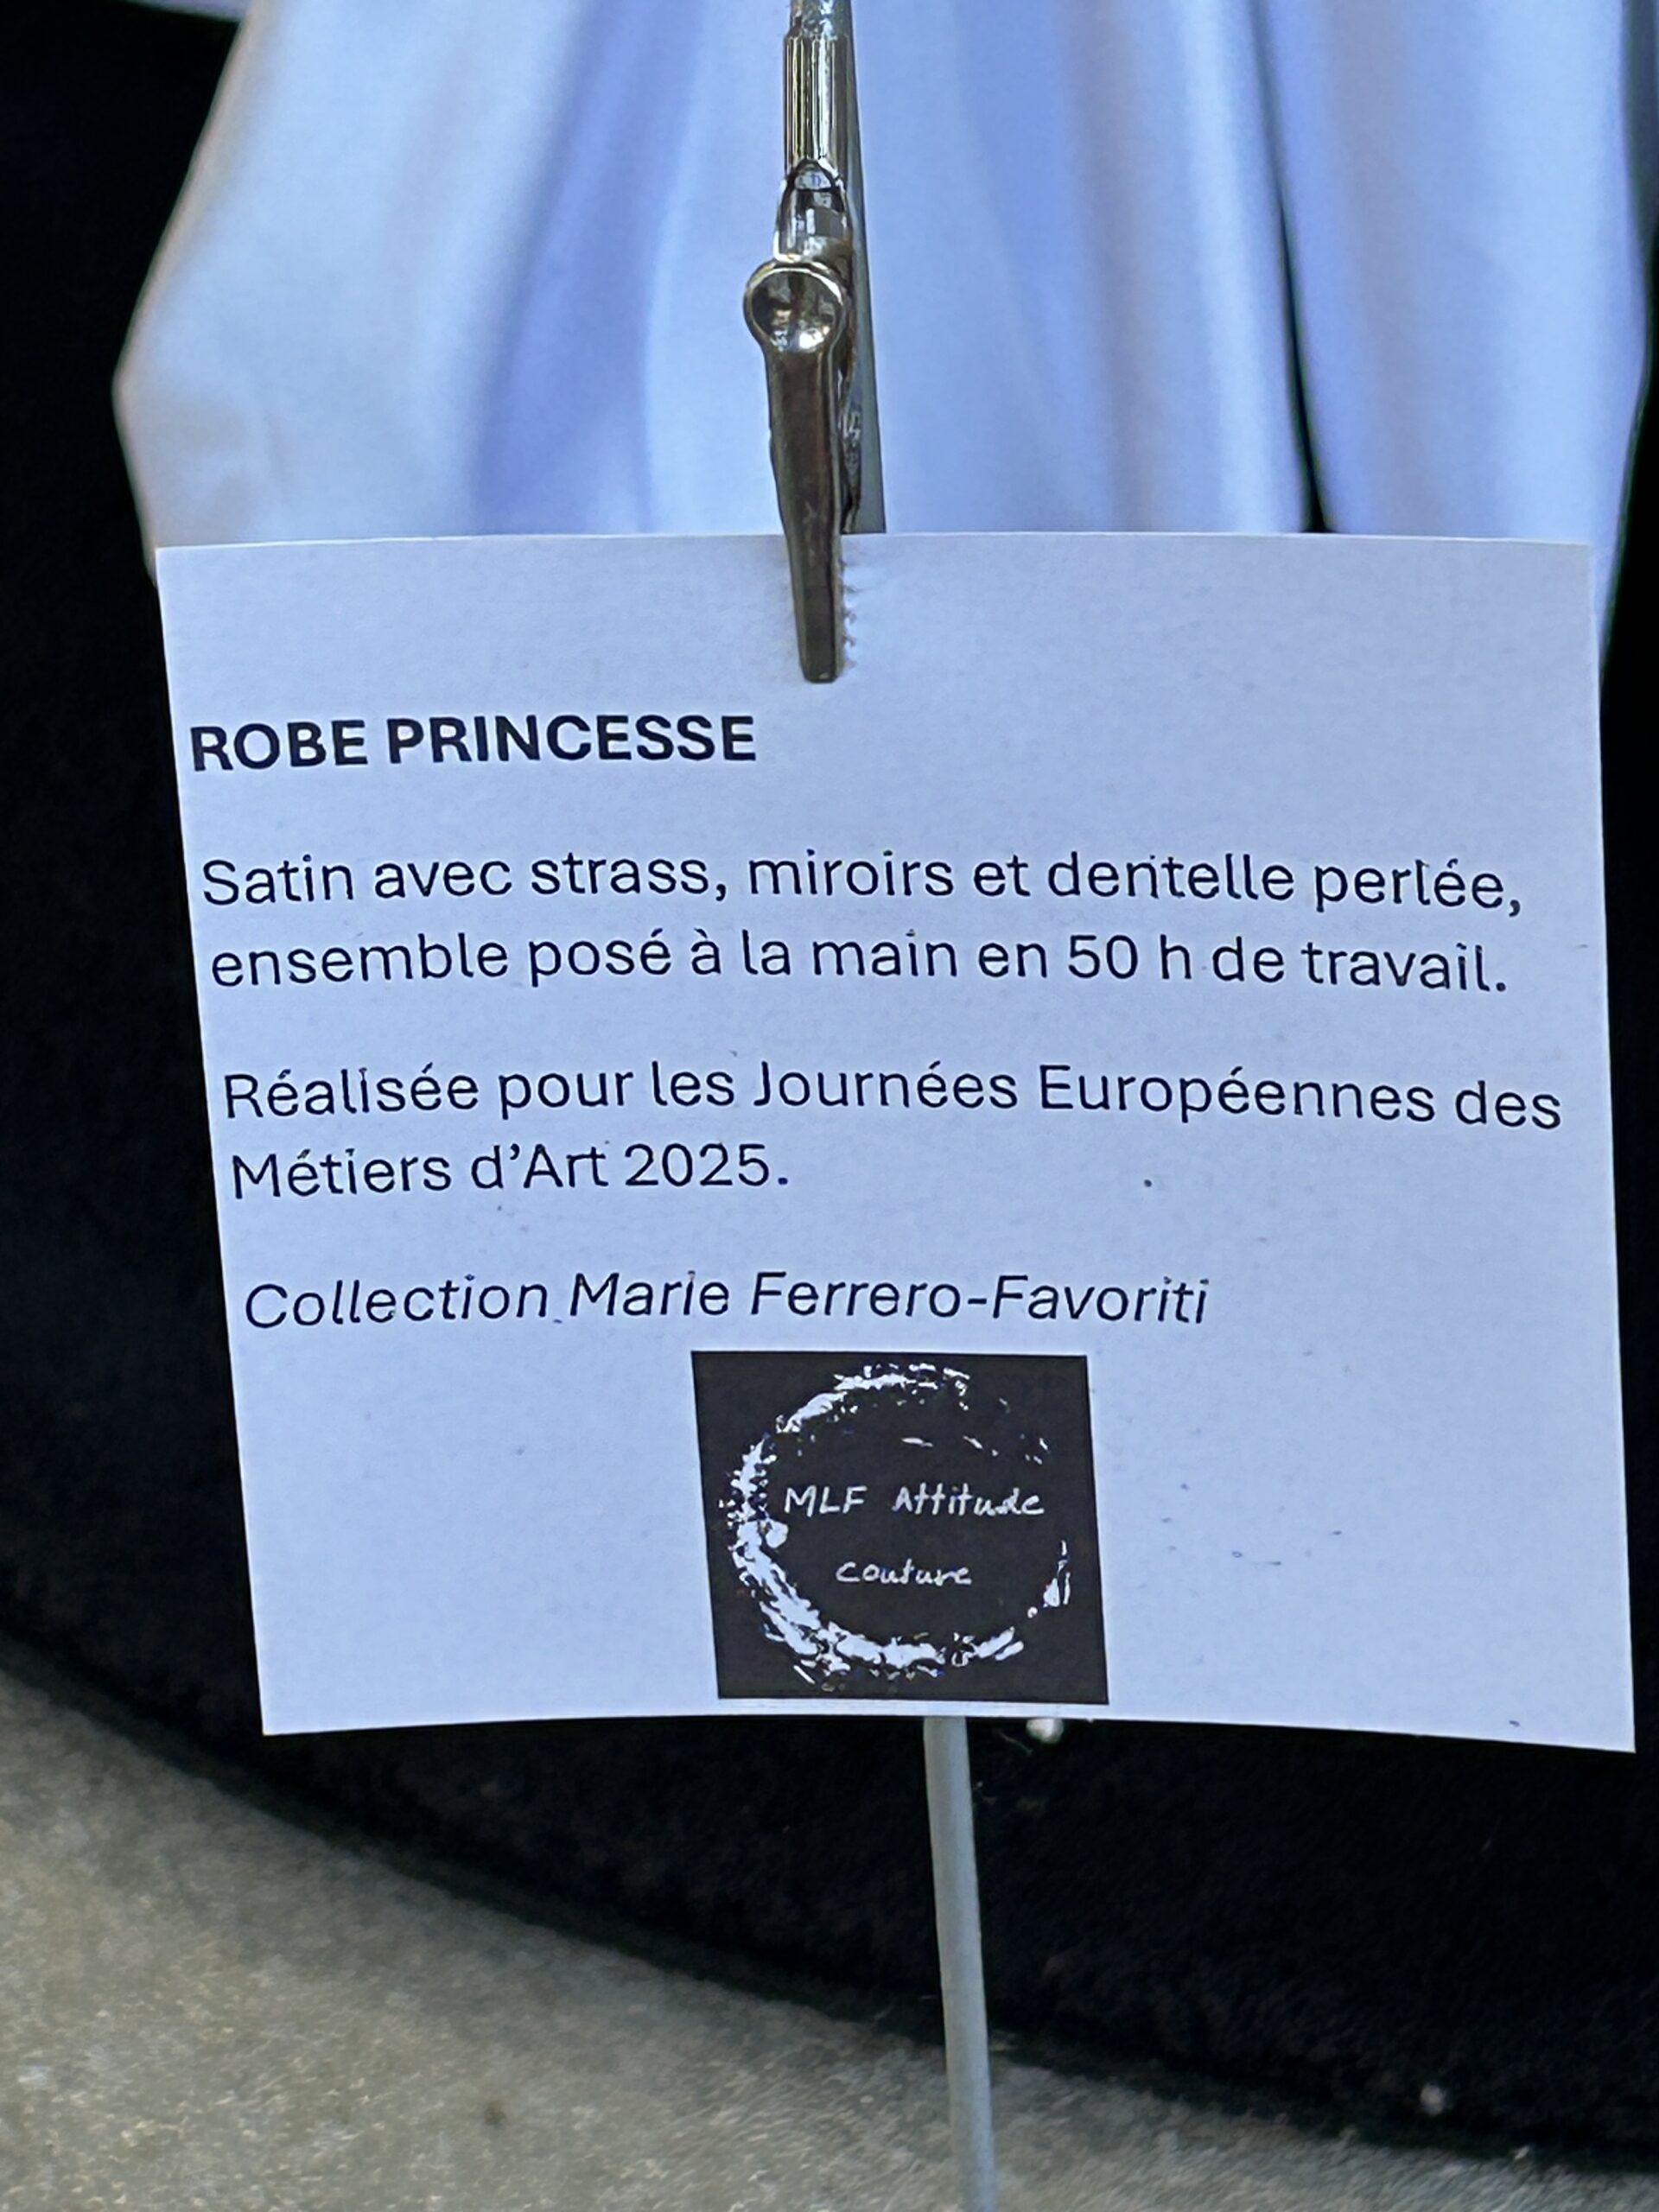 ROBE PRINCESSE
Satin avec strass, miroirs et dentelle perlée,
ensemble posé à la main en 50 h de travail.
Réalisée pour les Journées Européennes des
Métiers d’Art 2025.
Collection Marie Ferrero-Favoriti
MLF Attitude
couture